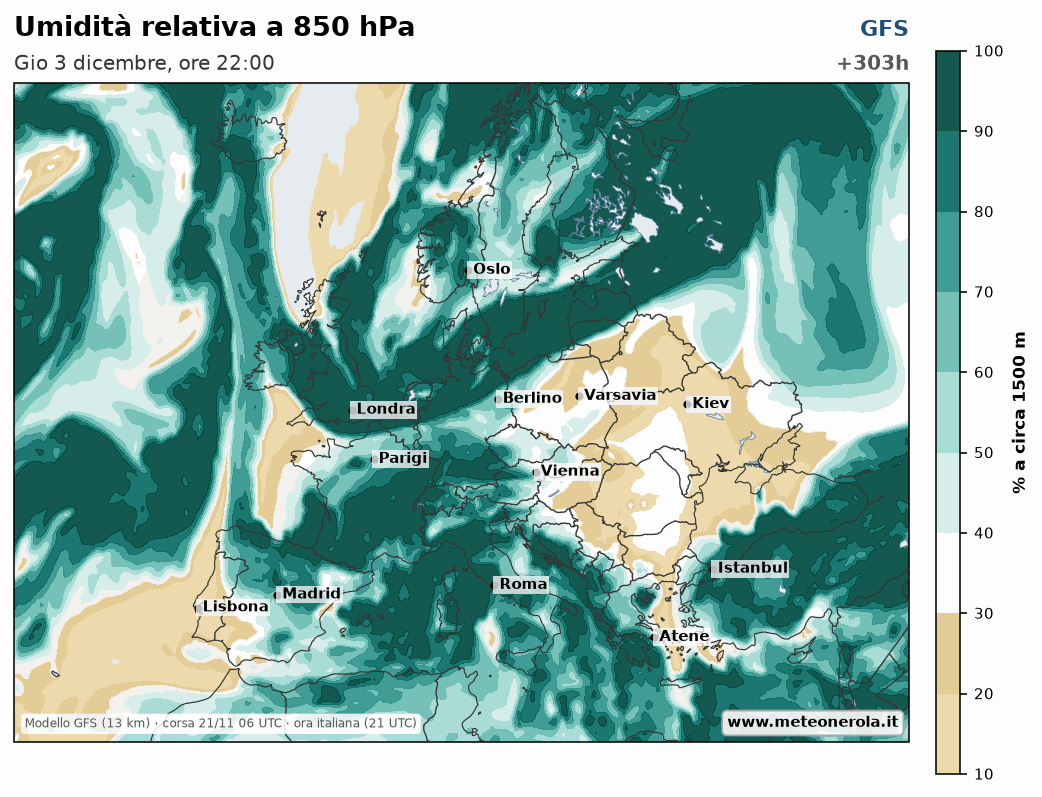 Umidità relativa a 850 hPa
GFS
Gio 3 dicembre, ore 22:00
+303h
100
90
80
70
60
50
40
30
20
10
% a circa 1500 m
Oslo
Berlino
Varsavia
Kiev
Londra
Parigi
Vienna
Istanbul
Roma
Madrid
Lisbona
Atene
Modello GFS (13 km) · corsa 21/11 06 UTC · ora italiana (21 UTC)
www.meteonerola.it